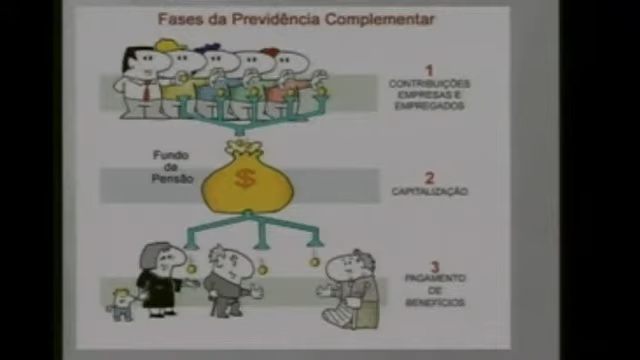 Fases da Previdência Complementar
1
CONTRIBUIÇÕES
EMPRESAS E
EMPREGADOS
Fundo
de
Pensão
$
2
CAPITALIZAÇÃO
3
PAGAMENTO
DE
BENEFÍCIOS